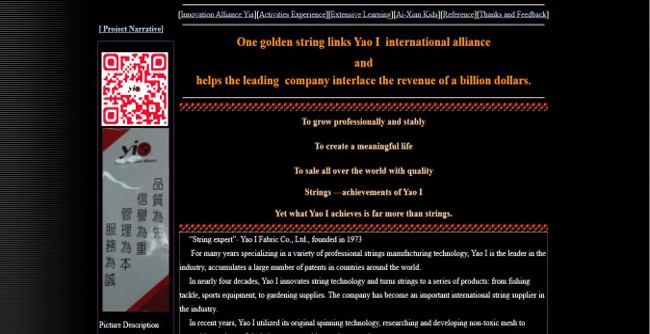 [Innovation Alliance Yia][Activities Experience][Extensive Learning][Ai-Xian Kids][Reference][Thanks and Feedback]
[ Project Narrative]
One golden string links Yao I international alliance
and
helps the leading company interlace the revenue of a billion dollars.
yio
品質為先
信譽為重
管理為本
服務為誠
Picture Description
To grow professionally and stably
To create a meaningful life
To sale all over the world with quality
Strings —achievements of Yao I
Yet what Yao I achieves is far more than strings.
"String expert"- Yao I Fabric Co., Ltd., founded in 1973
For many years specializing in a variety of professional strings manufacturing technology, Yao I is the leader in the
industry, accumulates a large number of patents in countries around the world.
In nearly four decades, Yao I innovates string technology and turns strings to a series of products: from fishing
tackle, sports equipment, to gardening supplies. The company has become an important international string supplier in
the industry.
In recent years, Yao I utilized its original spinning technology, researching and developing non-toxic mesh to